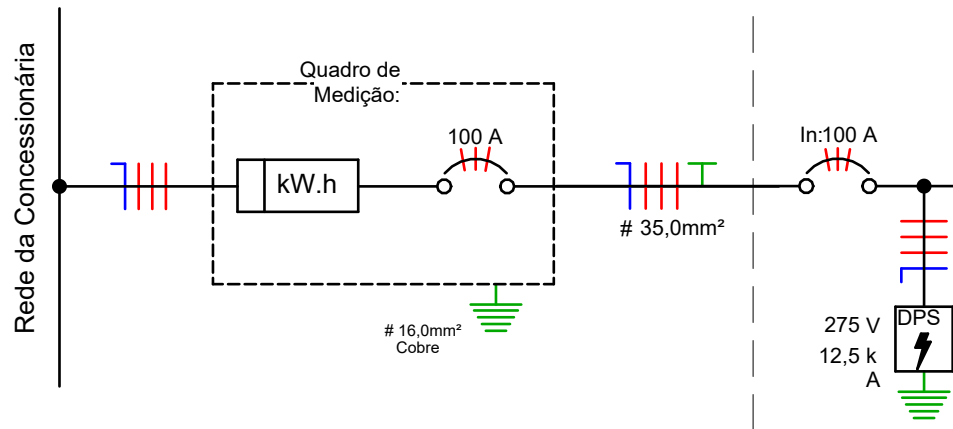 Rede da Concessionária
Quadro de
Medição:
kW.h
100 A
# 16,0mm²
Cobre
# 35,0mm²
In:100 A
DPS
275 V
12,5 k
A